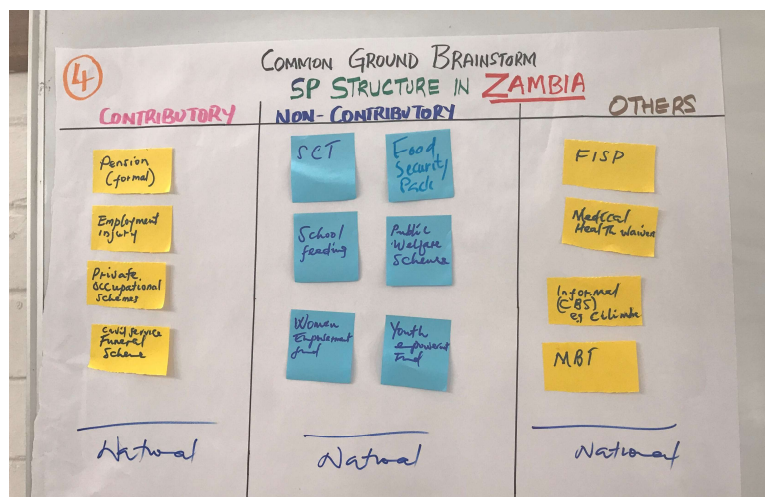 4
COMMON GROUND BRAINSTORM
SP STRUCTURE IN ZAMBIA
CONTRIBUTORY
Pension
(formal)
Employment
injury
Private
Occupational
Schemes
Civil service
Funeral
Scheme
National
NON-CONTRIBUTORY
SCT
Food
Security
Pack
School
feeding
Public
Welfare
Scheme
Women
Empowerment
fund
Youth
empowerment
Fund
National
OTHERS
FISP
Medical
Health waiver
Informal
(CBS)
eg Chilimba
MBT
National